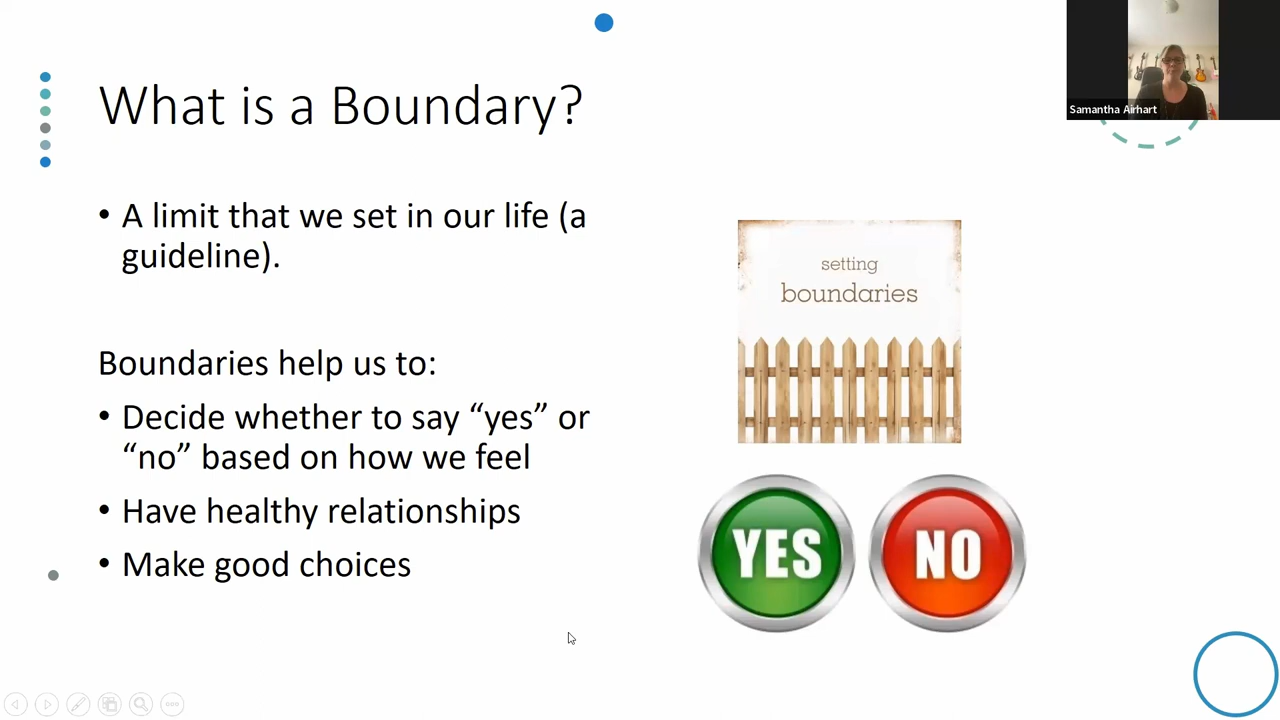 Samantha Airhart
What is a Boundary?
• A limit that we set in our life (a
guideline).
Boundaries help us to:
• Decide whether to say “yes” or
“no” based on how we feel
• Have healthy relationships
• Make good choices
setting
boundaries
YES
NO